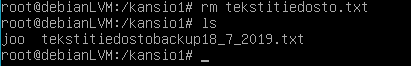 root@debianLVM:/kansio1# rm tekstitiedosto.txt
root@debianLVM:/kansio1# ls
joo  tekstitiedostobackup18_7_2019.txt
root@debianLVM:/kansio1# _